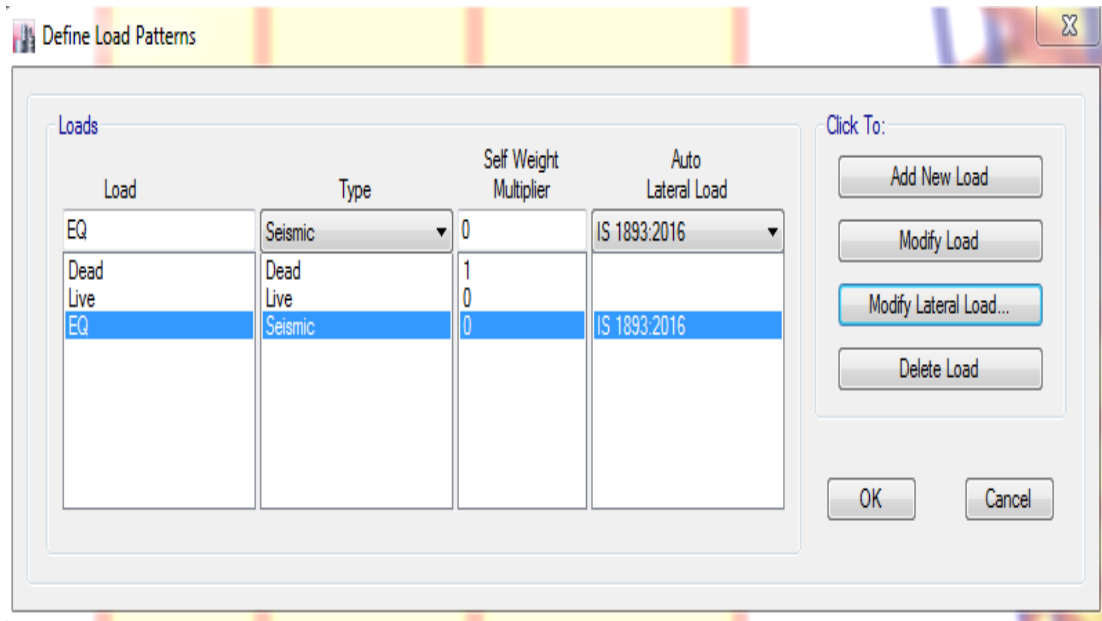 Define Load Patterns
Loads
Click To:
Load Type Self Weight Multiplier Auto Lateral Load
EQ Seismic 0 IS 1893:2016
Dead Dead 1
Live Live 0
EQ Seismic 0 IS 1893:2016
Add New Load
Modify Load
Modify Lateral Load...
Delete Load
OK Cancel